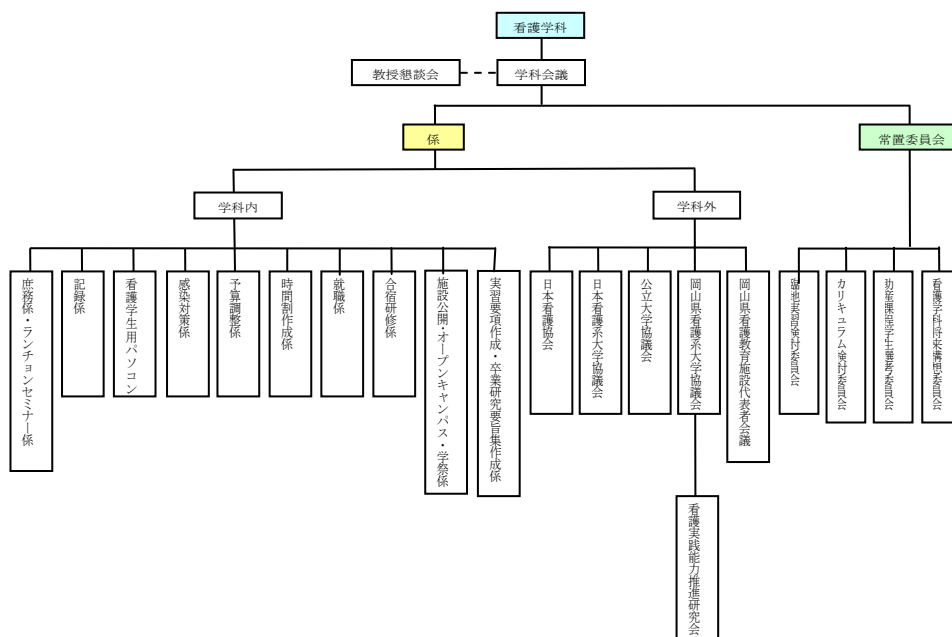 看護学科
教授懇談会
学科会議
係
常置委員会
学科内
学科外
庶務係・ランチョンセミナー係
記録係
看護学生用パソコン
感染対策係
予算調整係
時間割作成係
就職係
合宿研修係
施設公開・オープンキャンパス・学祭係
実習要項作成・卒業研究要旨集作成係
日本看護協会
日本看護系大学協議会
公立大学協議会
岡山県看護系大学協議会
岡山県看護教育施設代表者会議
臨地実習検討委員会
カリキュラム検討委員会
助産課程学生選考委員会
看護学科将来構想委員会
看護実践能力推進研究会